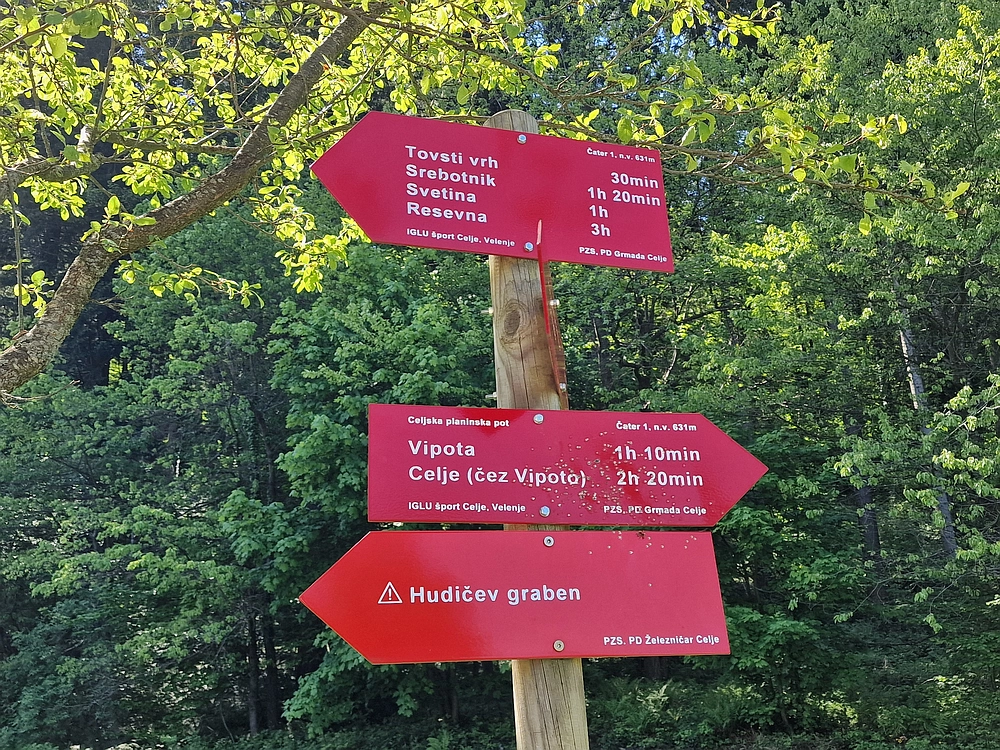 Čater 1, n.v. 631m
Tovsti vrh 30min
Srebotnik 1h 20min
Svetina 1h
Resevna 3h
IGLU šport Celje, Velenje PZS, PD Grmada Celje
Celjska planinska pot Čater 1, n.v. 631m
Vipota 1h 10min
Celje (čez Vipoto) 2h 20min
IGLU šport Celje, Velenje PZS, PD Grmada Celje
Hudičev graben
PZS, PD Železničar Celje